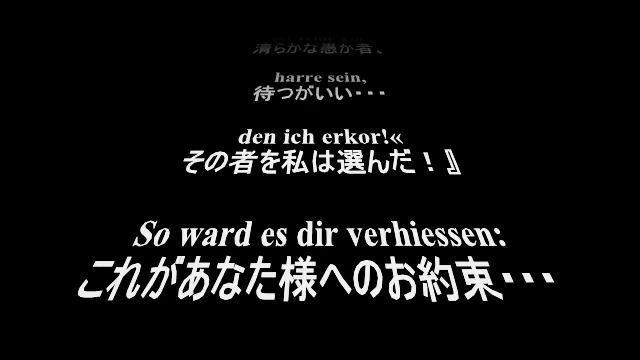 清らかな愚か者、
harre sein,
待つがいい・・・
den ich erkor!«
その者を私は選んだ！』
So ward es dir verhiessen:
これがあなた様へのお約束・・・